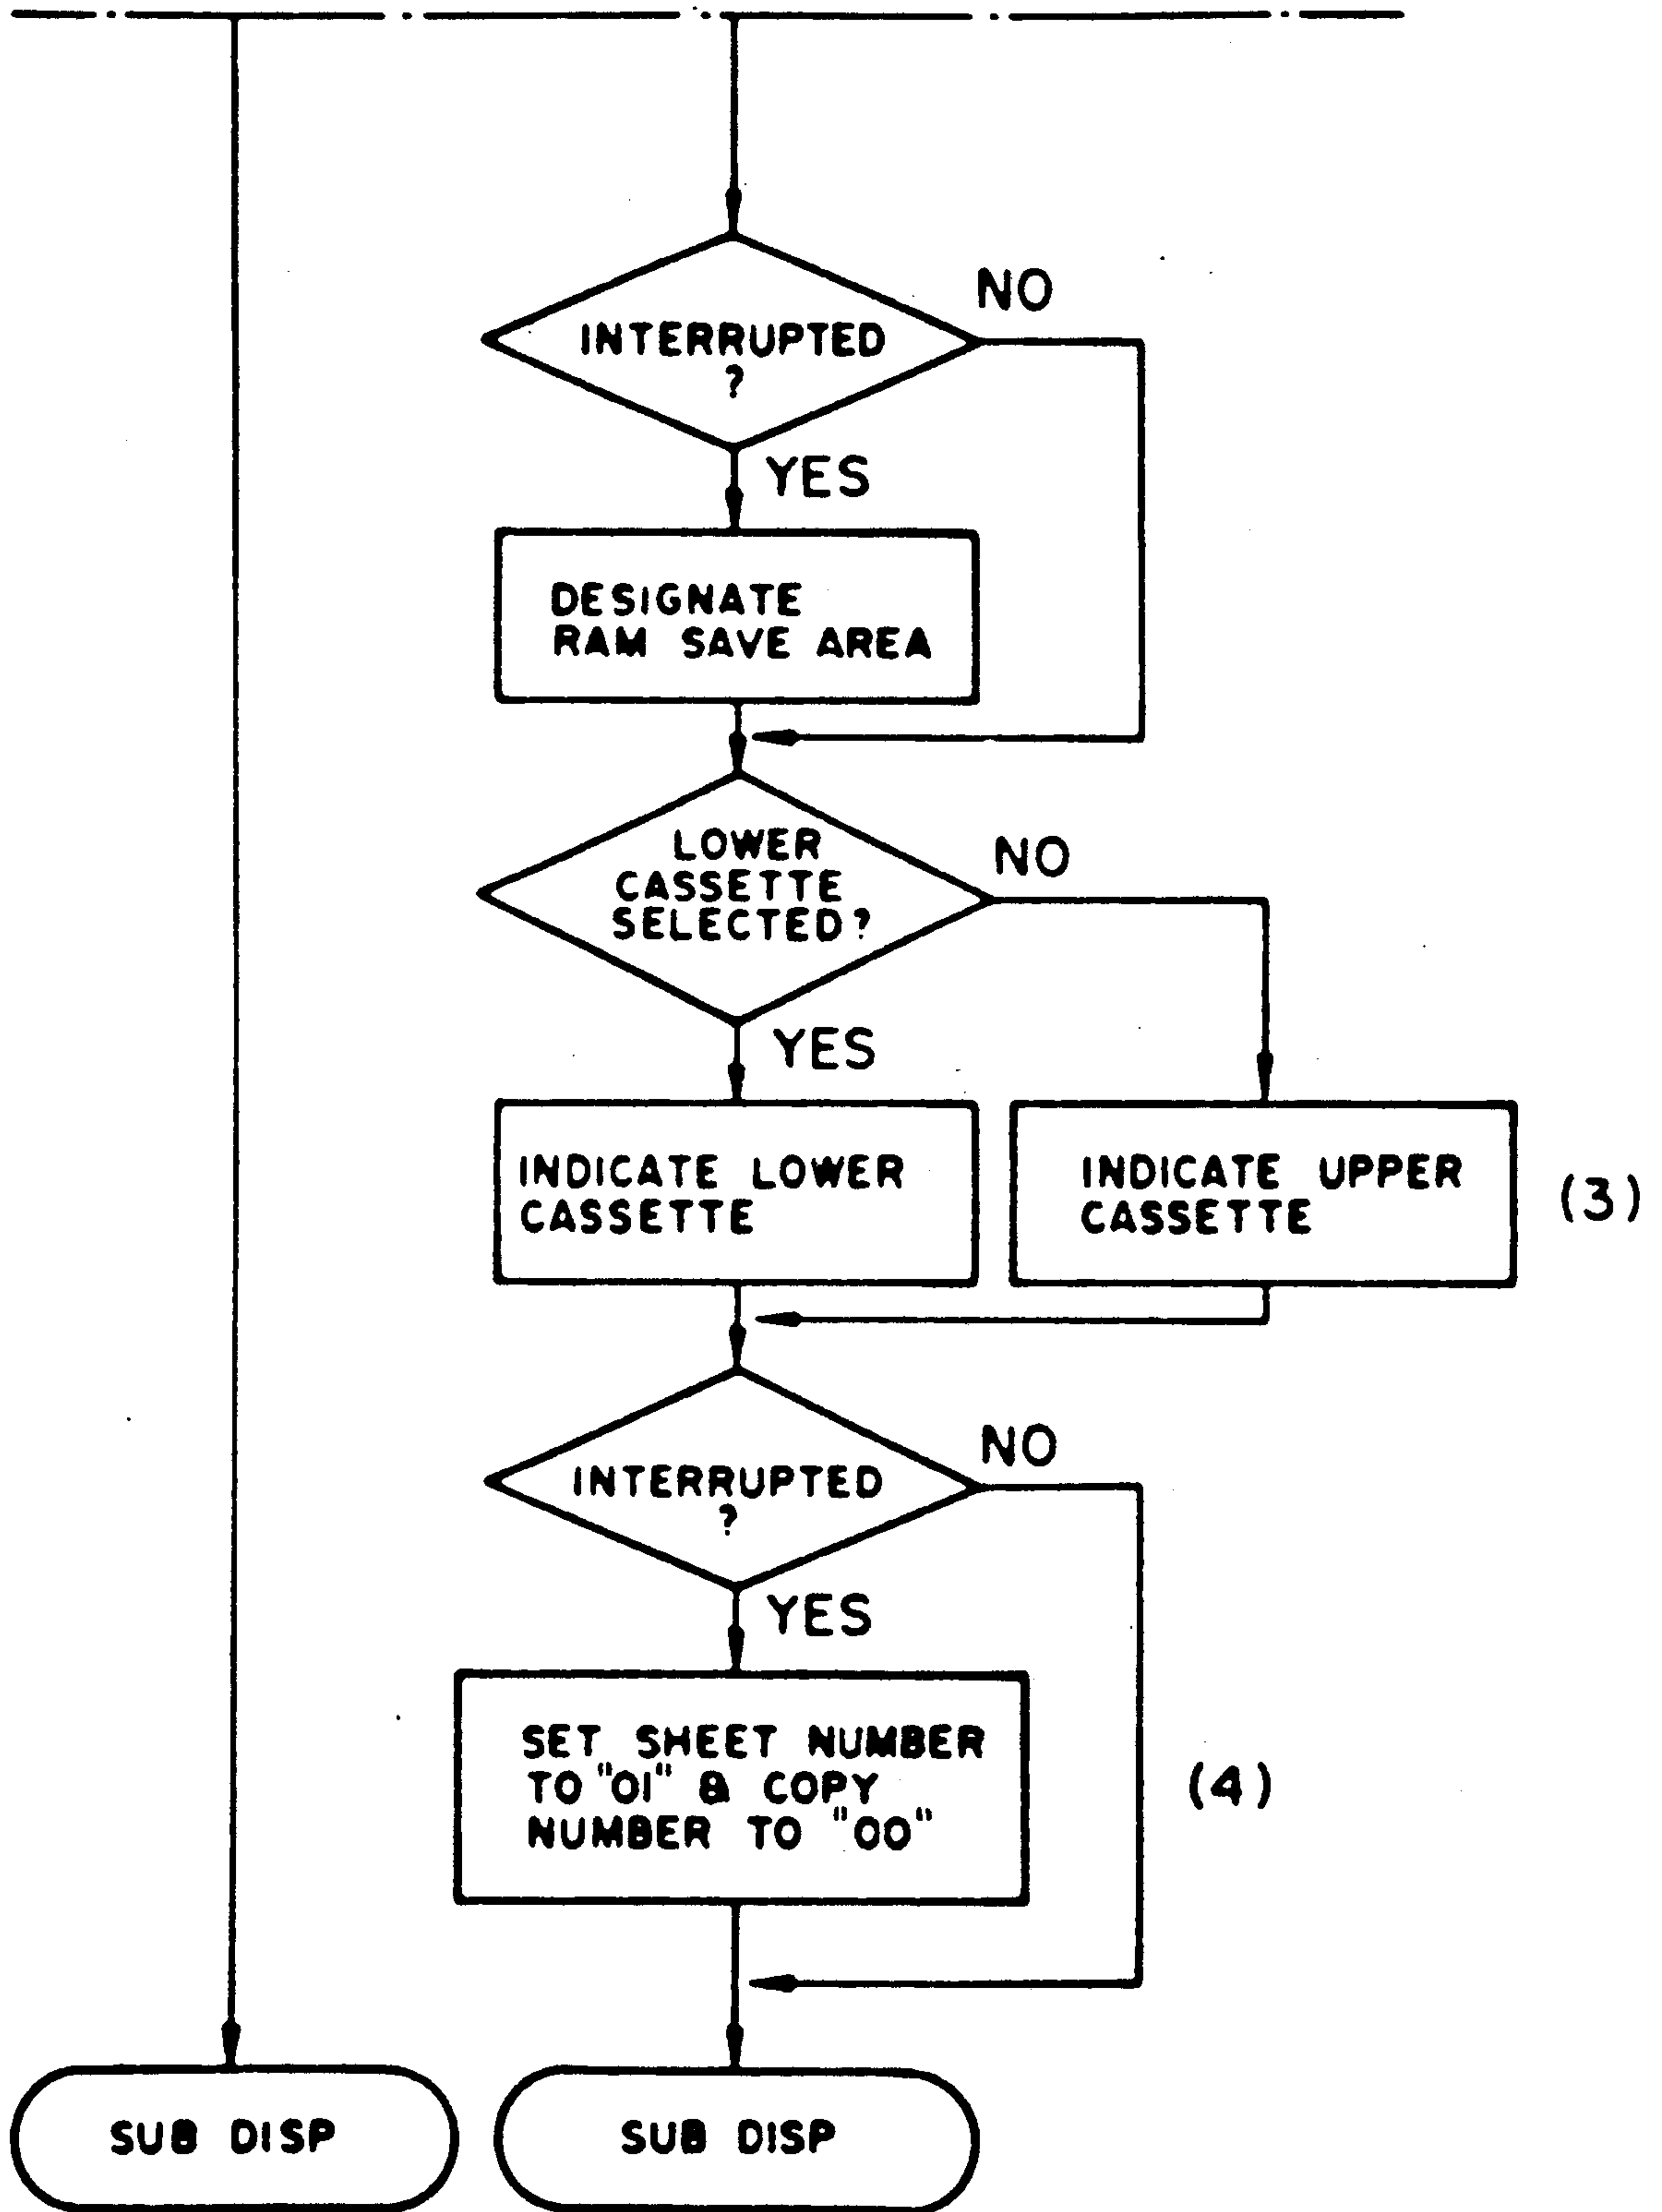 NO
INTERRUPTED
?
YES
DESIGNATE
RAM SAVE AREA
LOWER
CASSETTE
SELECTED?
NO
YES
INDICATE LOWER
CASSETTE
INDICATE UPPER
CASSETTE
(3)
NO
INTERRUPTED
?
YES
SET SHEET NUMBER
TO "01" & COPY
NUMBER TO "00"
(4)
SUB DISP
SUB DISP